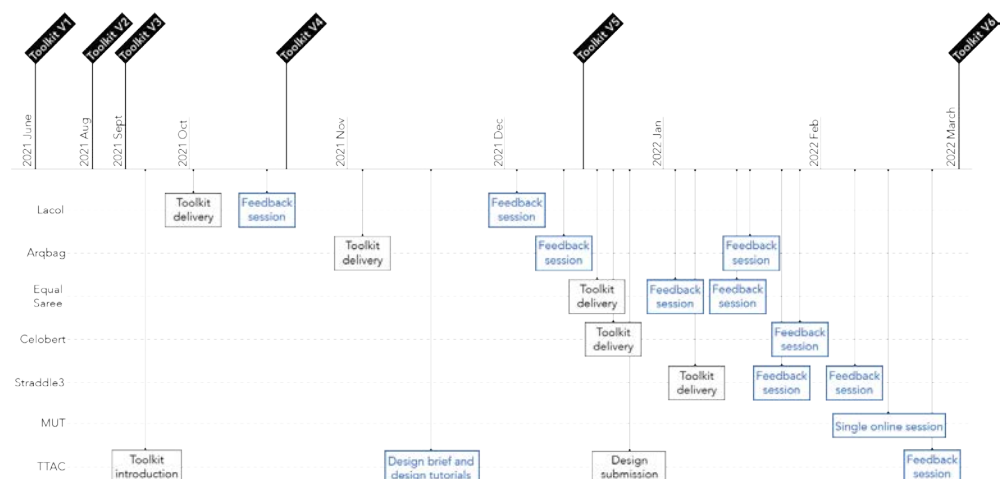 Toolkit V1
Toolkit V2
Toolkit V3
Toolkit V4
Toolkit V5
Toolkit V6
2021 June
2021 Aug
2021 Sept
2021 Oct
2021 Nov
2021 Dec
2022 Jan
2022 Feb
2022 March
Lacol
Toolkit
delivery
Feedback
session
Feedback
session
Arqbag
Toolkit
delivery
Feedback
session
Feedback
session
Equal
Saree
Toolkit
delivery
Feedback
session
Feedback
session
Celobert
Toolkit
delivery
Feedback
session
Straddle3
Toolkit
delivery
Feedback
session
Feedback
session
MUT
Single online session
TTAC
Toolkit
introduction
Design brief and
design tutorials
Design
submission
Feedback
session